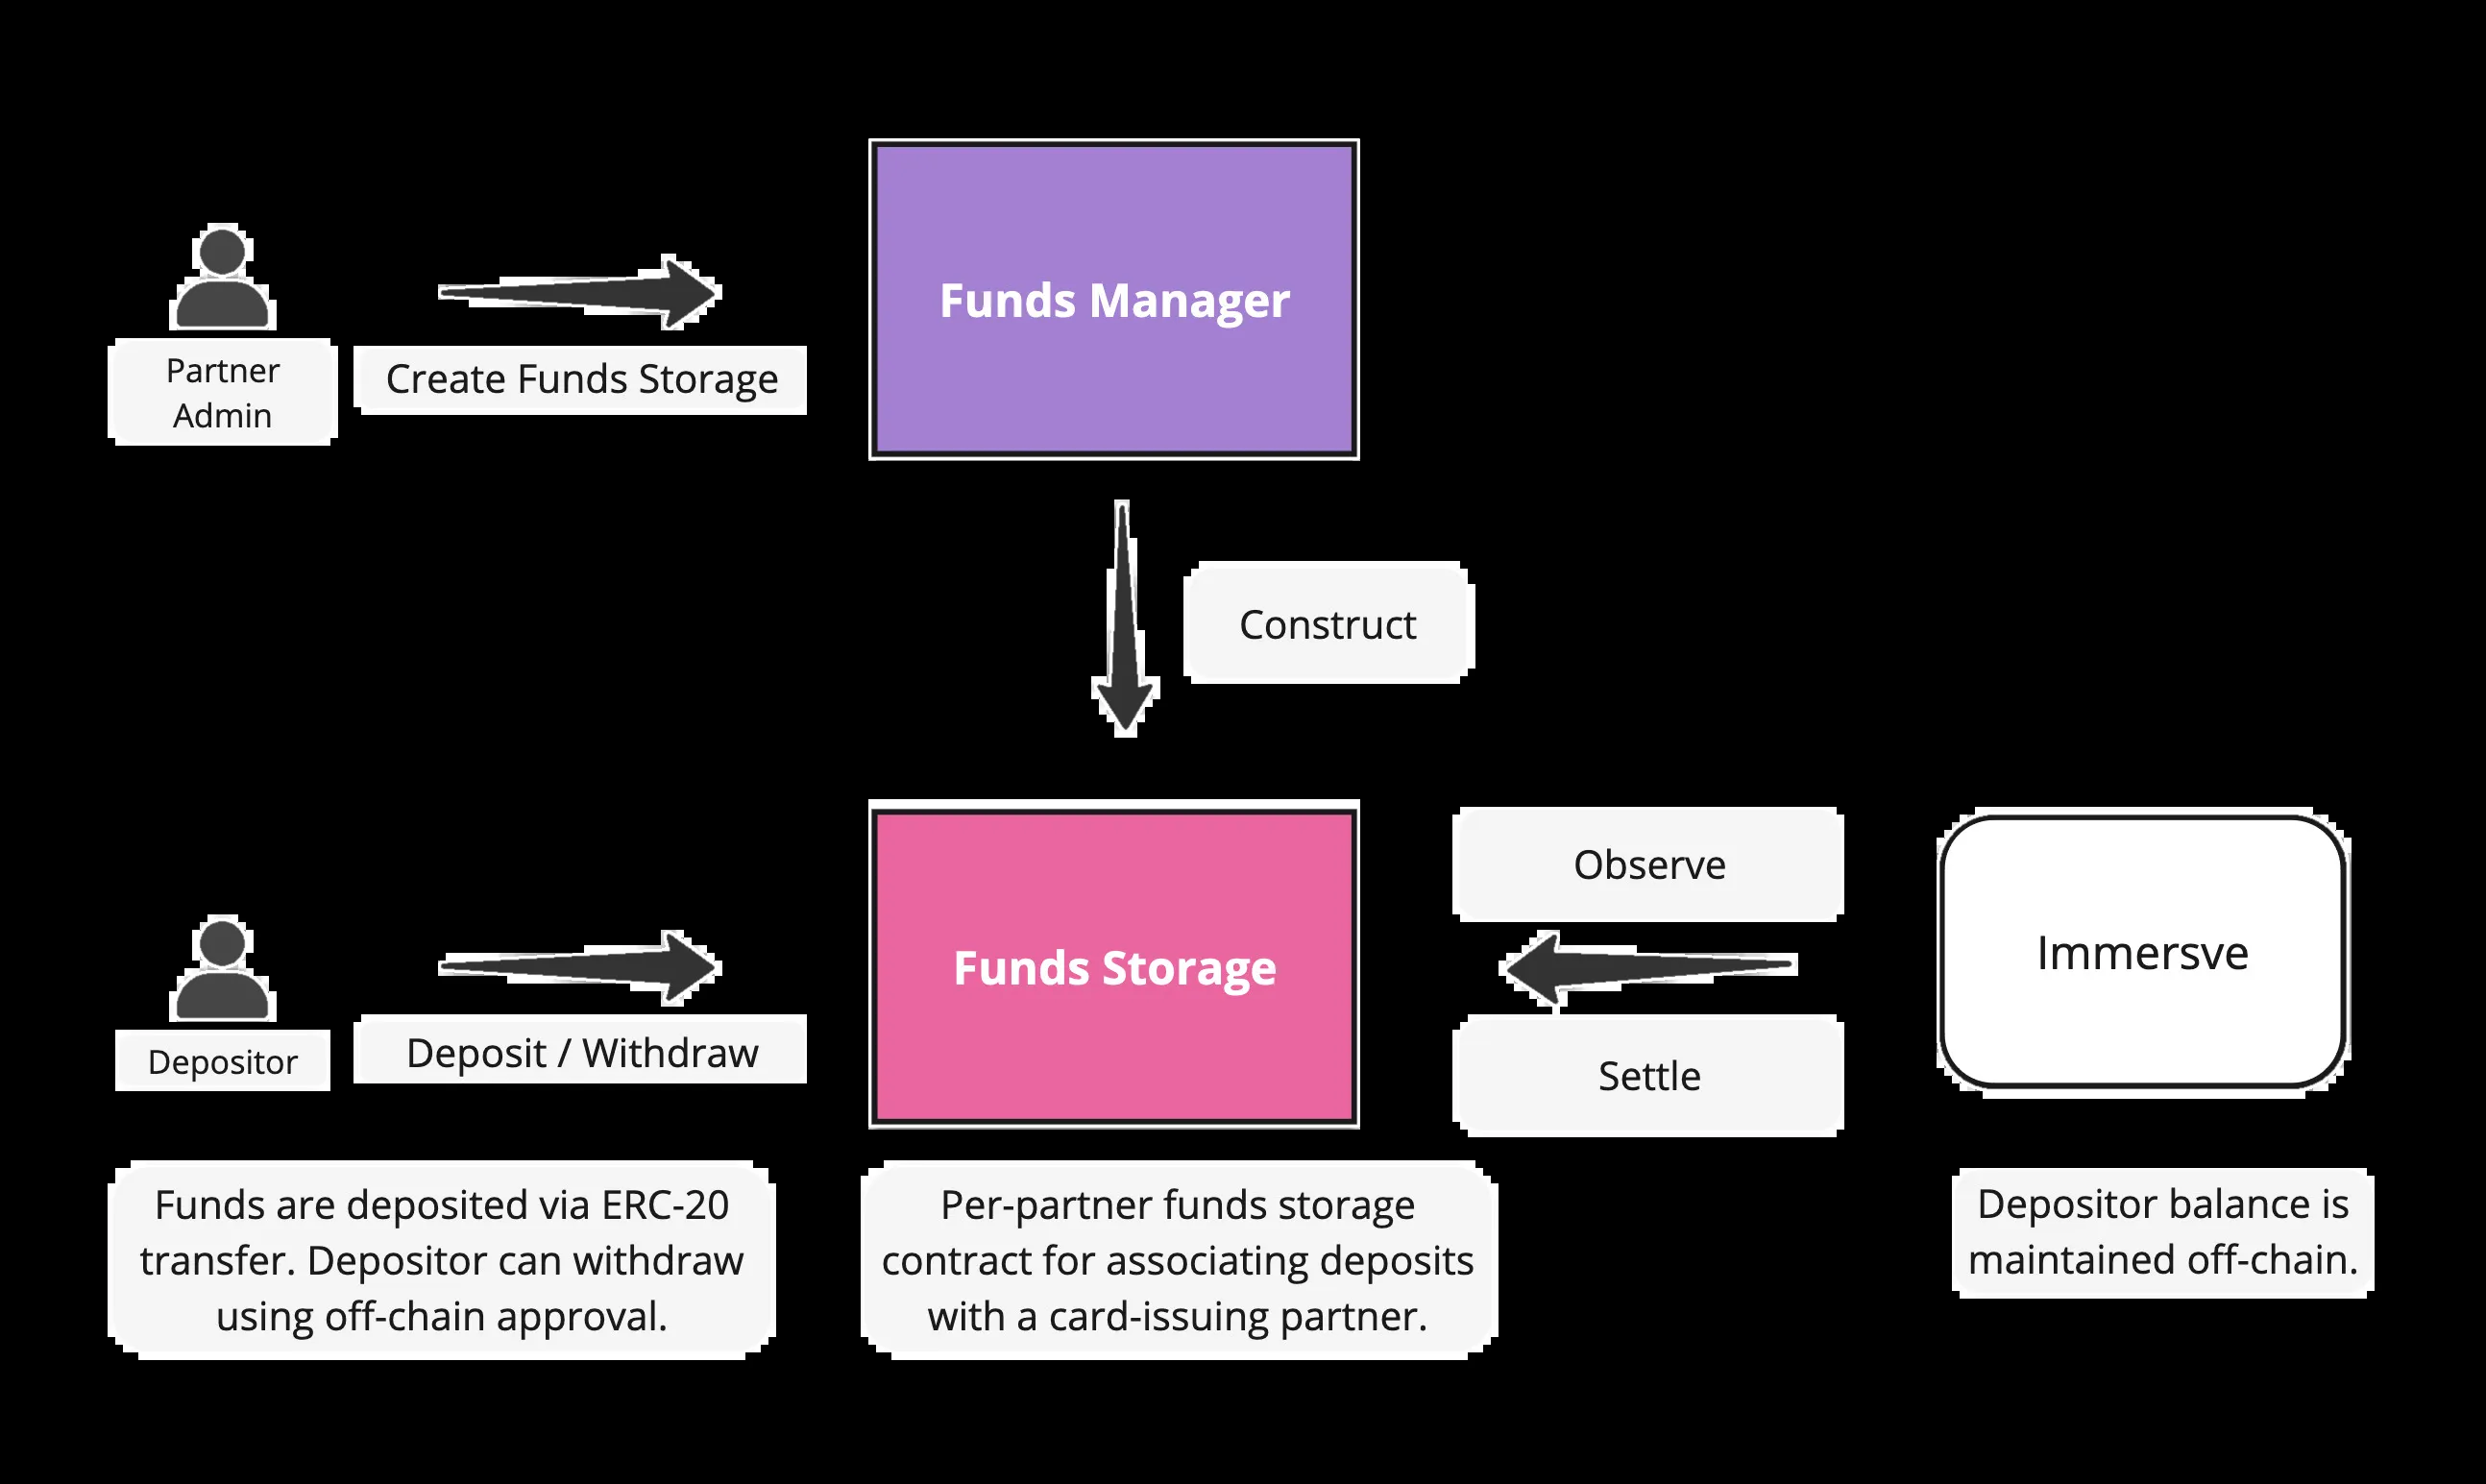 Partner
Admin
Create Funds Storage
Funds Manager
Construct
Depositor
Deposit / Withdraw
Funds Storage
Observe
Settle
Immersve
Funds are deposited via ERC-20
transfer. Depositor can withdraw
using off-chain approval.
Per-partner funds storage
contract for associating deposits
with a card-issuing partner.
Depositor balance is
maintained off-chain.